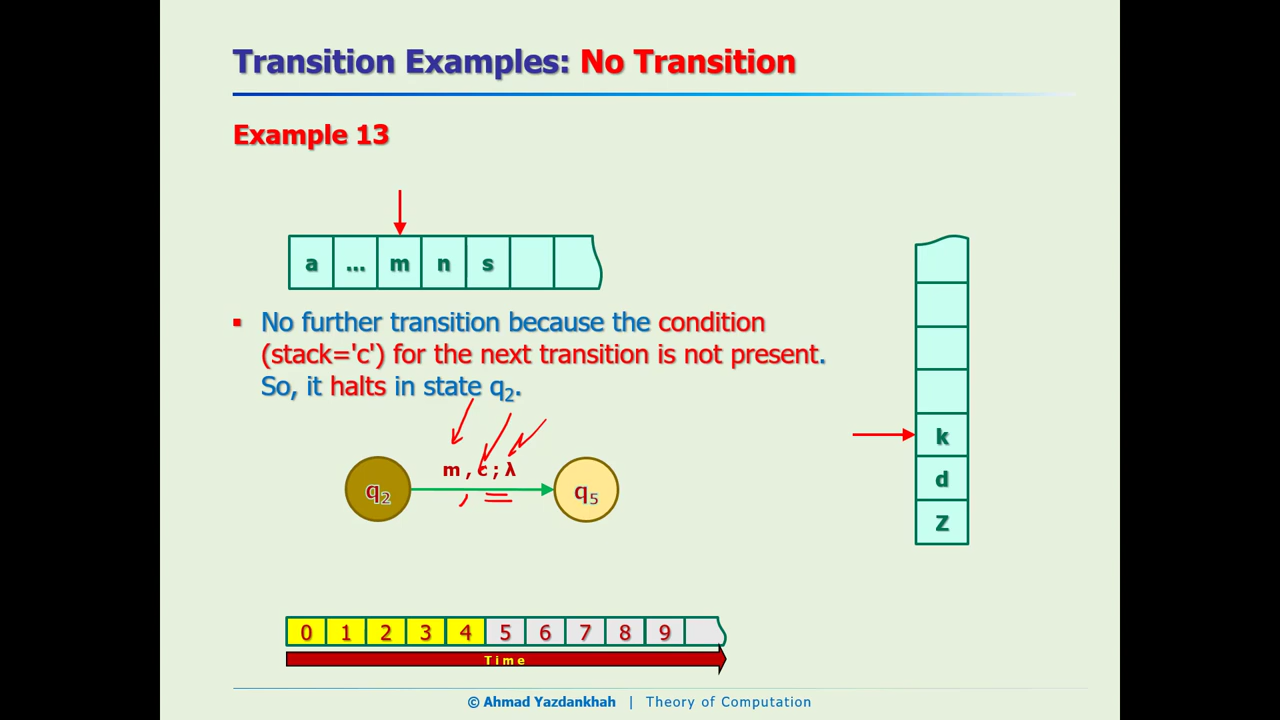 Transition Examples: No Transition
Example 13
a ... m n s
▪ No further transition because the condition
(stack='c') for the next transition is not present.
So, it halts in state q₂.
k
d
Z
m , c ; λ
q₂ q₅
0 1 2 3 4 5 6 7 8 9
Time
© Ahmad Yazdankhah | Theory of Computation